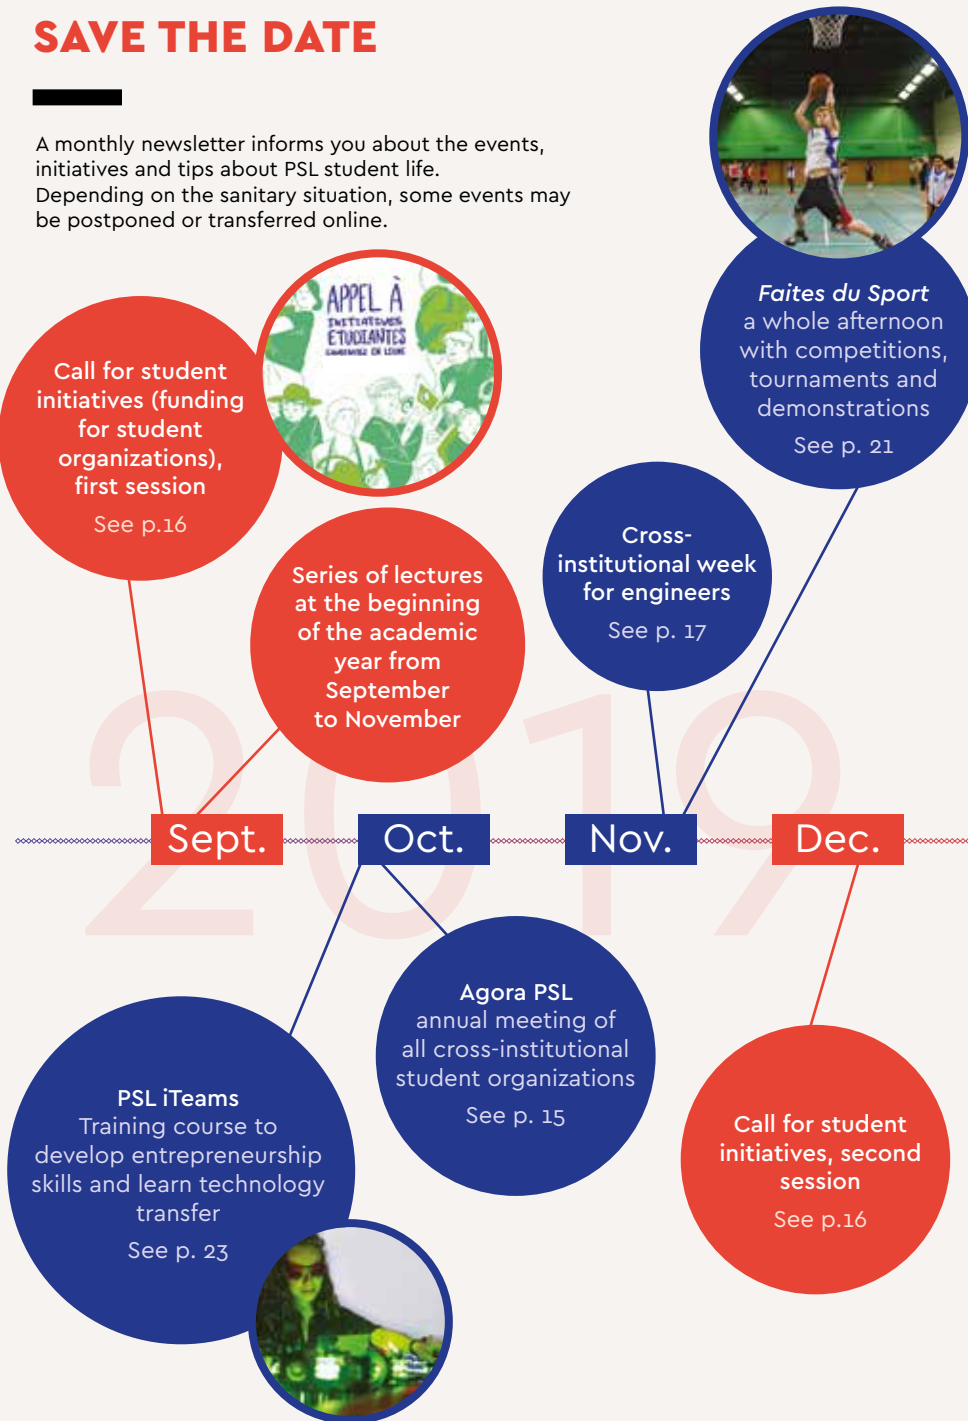 SAVE THE DATE
A monthly newsletter informs you about the events,
initiatives and tips about PSL student life.
Depending on the sanitary situation, some events may
be postponed or transferred online.
APPEL À
INITIATIVES
ETUDIANTES
CANDIDATEZ EN LIGNE
Call for student
initiatives (funding
for student
organizations),
first session
See p.16
Series of lectures
at the beginning
of the academic
year from
September
to November
Cross-
institutional week
for engineers
See p. 17
Faites du Sport
a whole afternoon
with competitions,
tournaments and
demonstrations
See p. 21
2019
Sept.
Oct.
Nov.
Dec.
PSL iTeams
Training course to
develop entrepreneurship
skills and learn technology
transfer
See p. 23
Agora PSL
annual meeting of
all cross-institutional
student organizations
See p. 15
Call for student
initiatives, second
session
See p.16